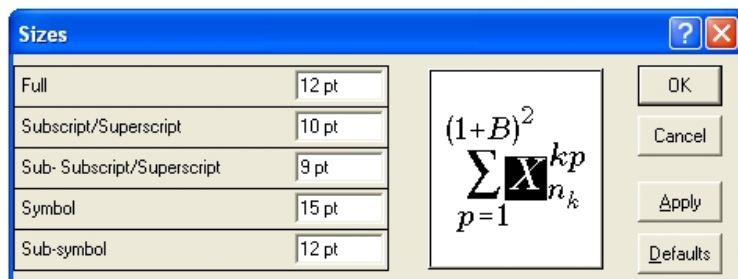 Sizes
Full 12 pt
Subscript/Superscript 10 pt
Sub- Subscript/Superscript 9 pt
Symbol 15 pt
Sub-symbol 12 pt
(1+B)²
∑ X kp
n_k
p=1
OK
Cancel
Apply
Defaults